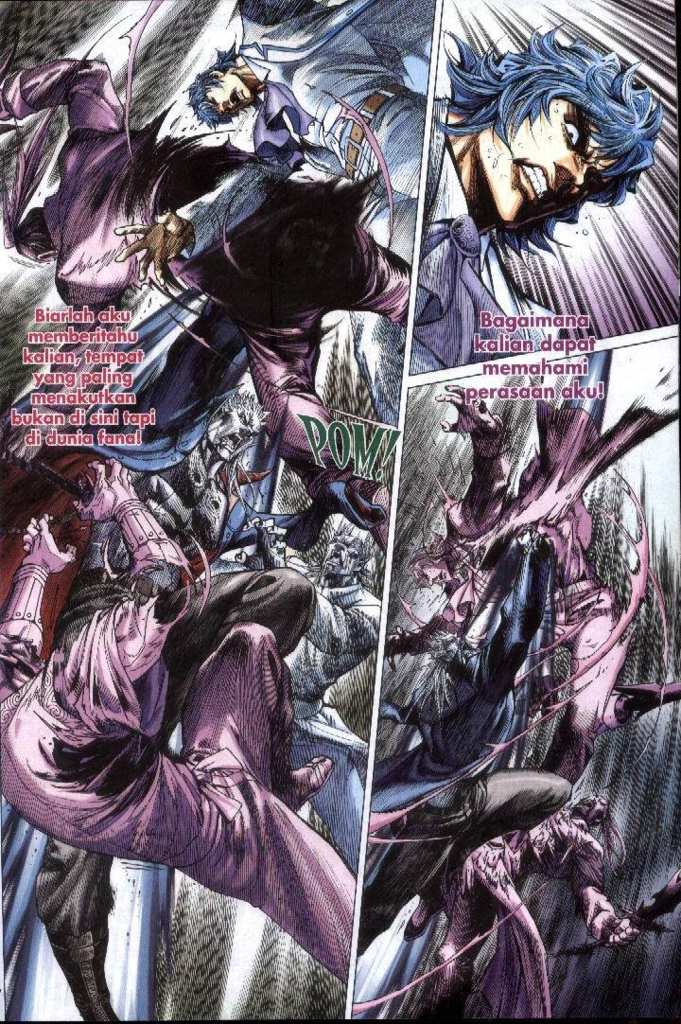 Biarlah aku
memberitahu
kalian, tempat
yang paling
menakutkan
bukan di sini tapi
di dunia fana!
POM!
Bagaimana
kalian dapat
memahami
perasaan aku!